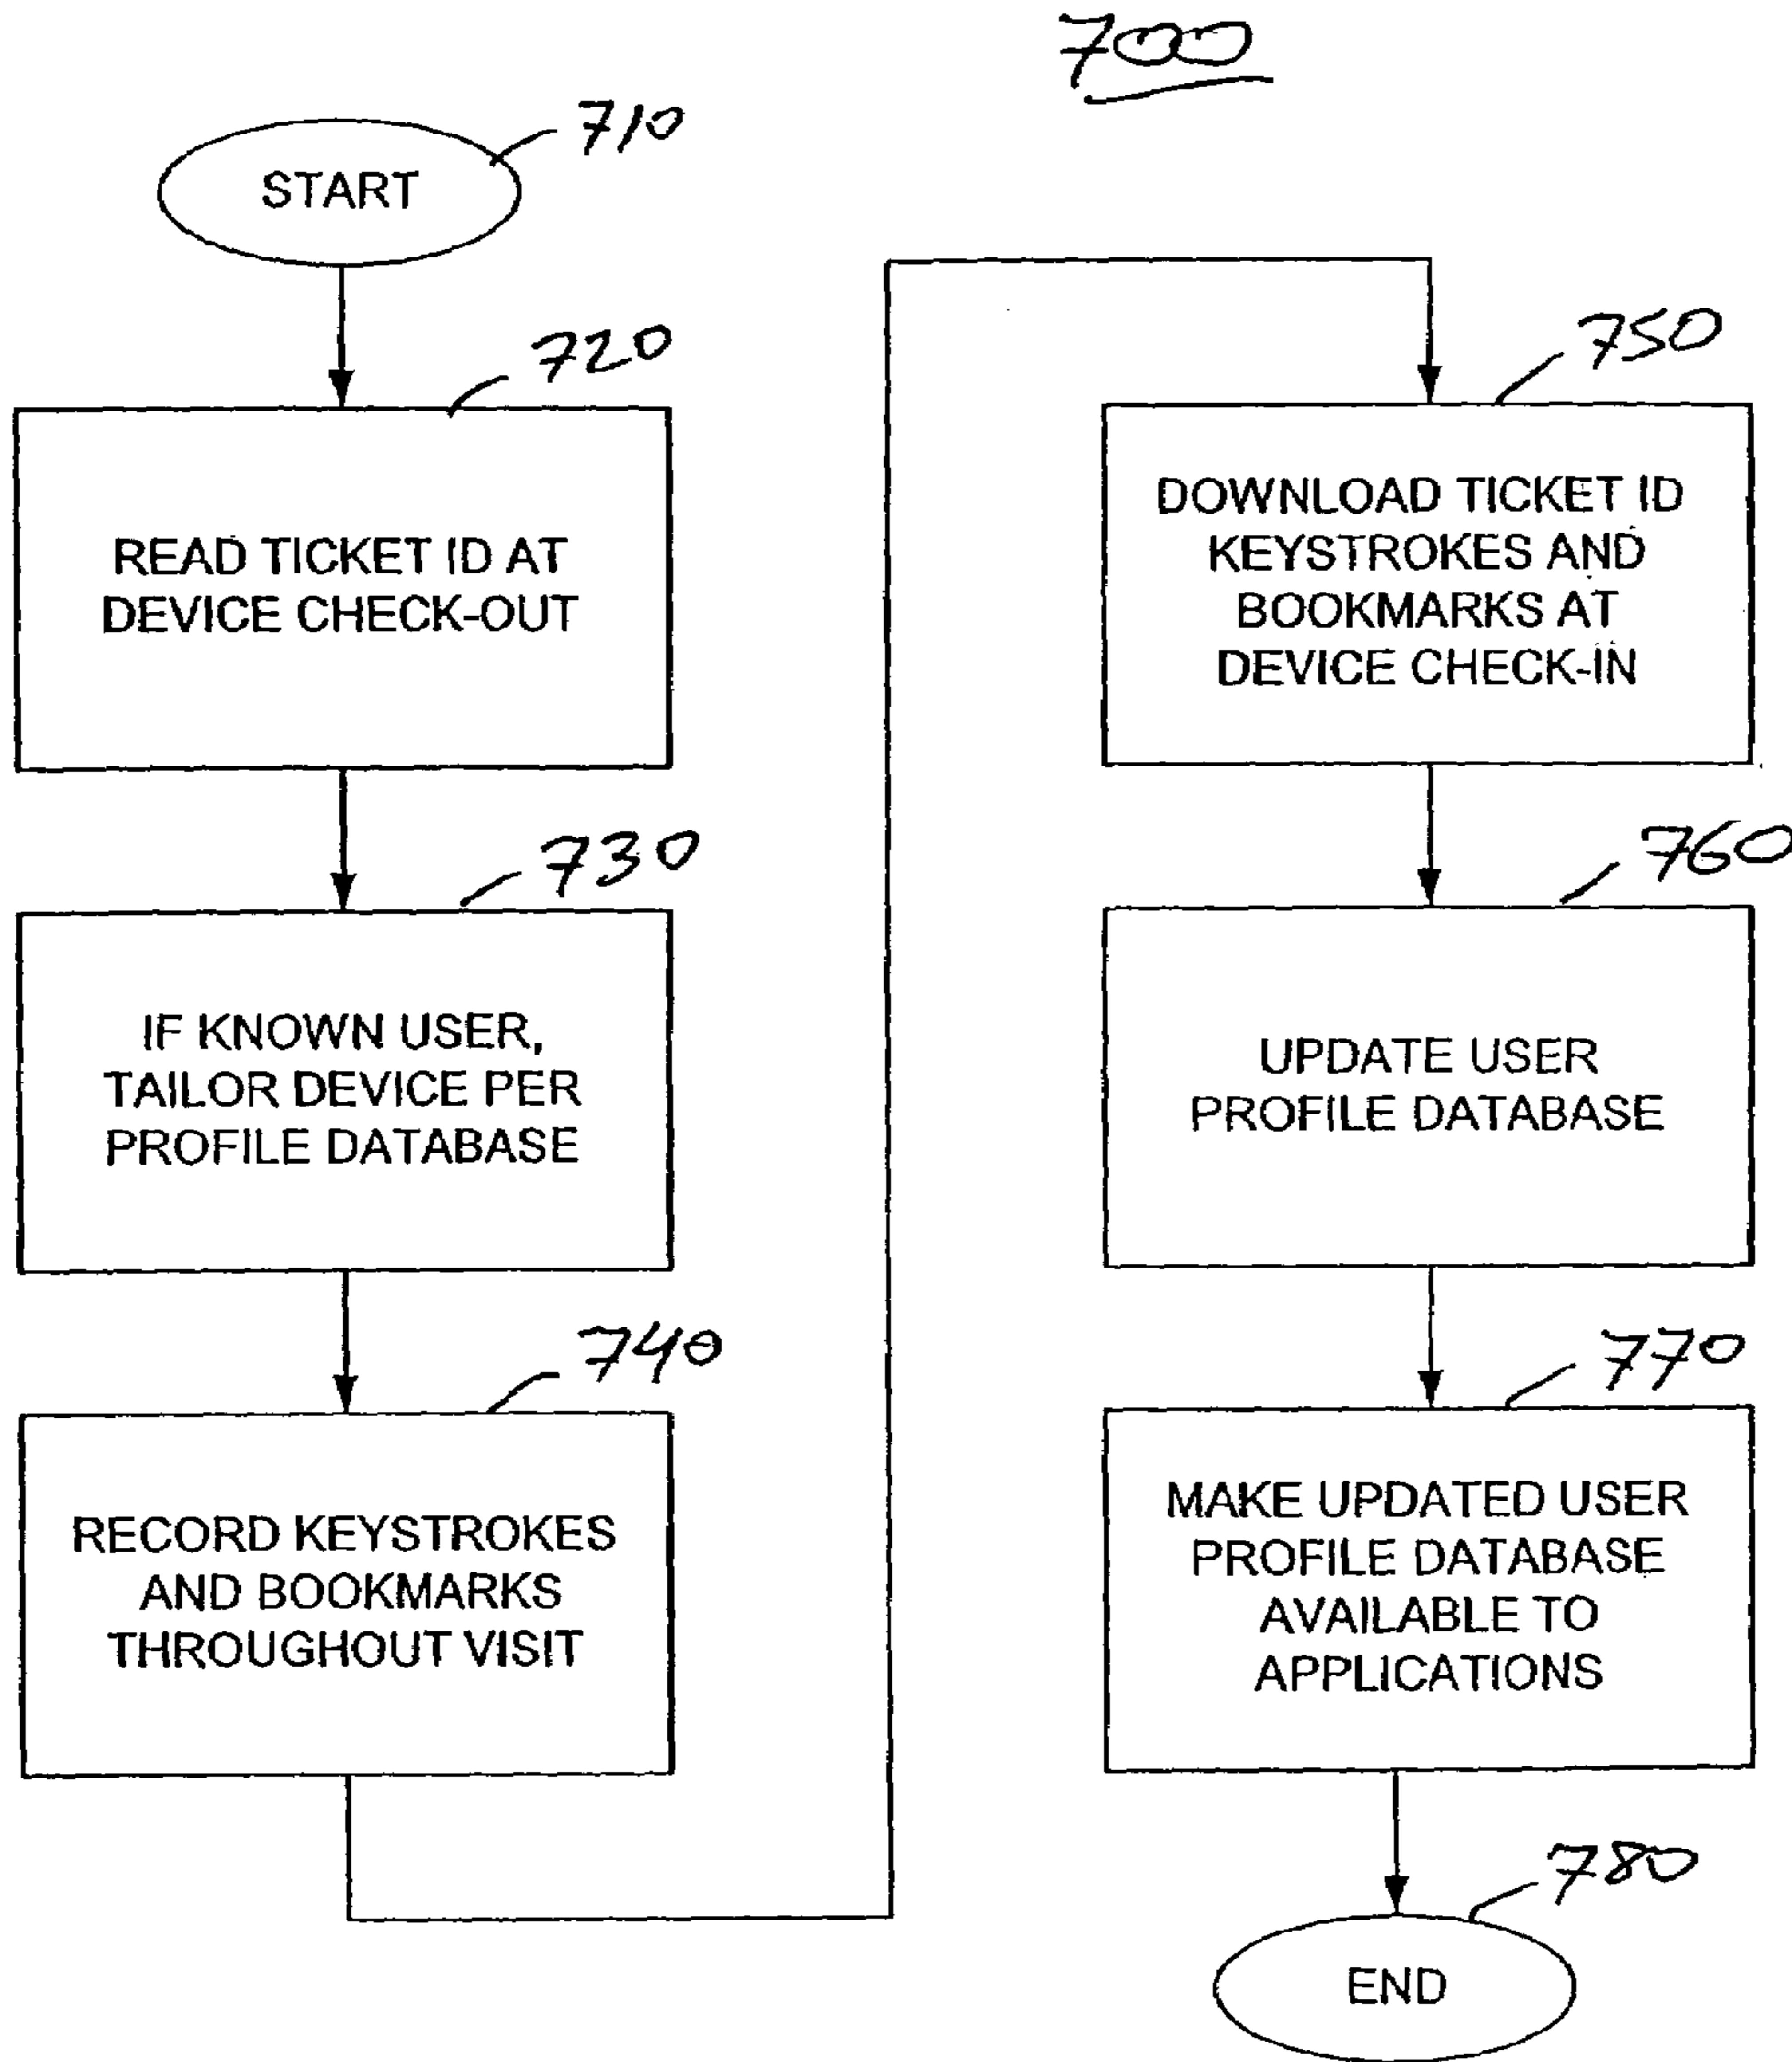 700
710
START
720
READ TICKET ID AT
DEVICE CHECK-OUT
730
IF KNOWN USER,
TAILOR DEVICE PER
PROFILE DATABASE
740
RECORD KEYSTROKES
AND BOOKMARKS
THROUGHOUT VISIT
750
DOWNLOAD TICKET ID
KEYSTROKES AND
BOOKMARKS AT
DEVICE CHECK-IN
760
UPDATE USER
PROFILE DATABASE
770
MAKE UPDATED USER
PROFILE DATABASE
AVAILABLE TO
APPLICATIONS
780
END